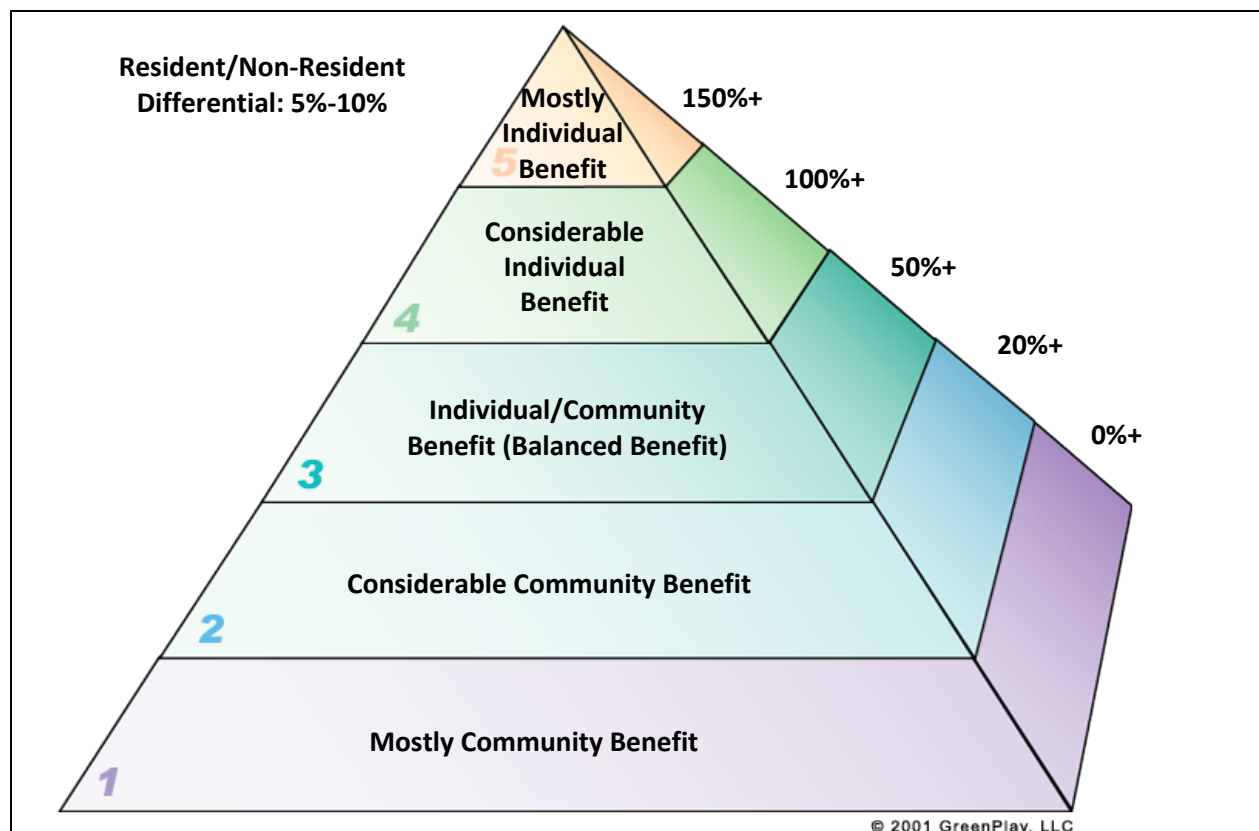 Resident/Non-Resident
Differential: 5%-10%
150%+
Mostly
Individual
Benefit
5
100%+
Considerable
Individual
Benefit
4
50%+
Individual/Community
Benefit (Balanced Benefit)
3
20%+
Considerable Community Benefit
2
0%+
Mostly Community Benefit
1
© 2001 GreenPlay, LLC